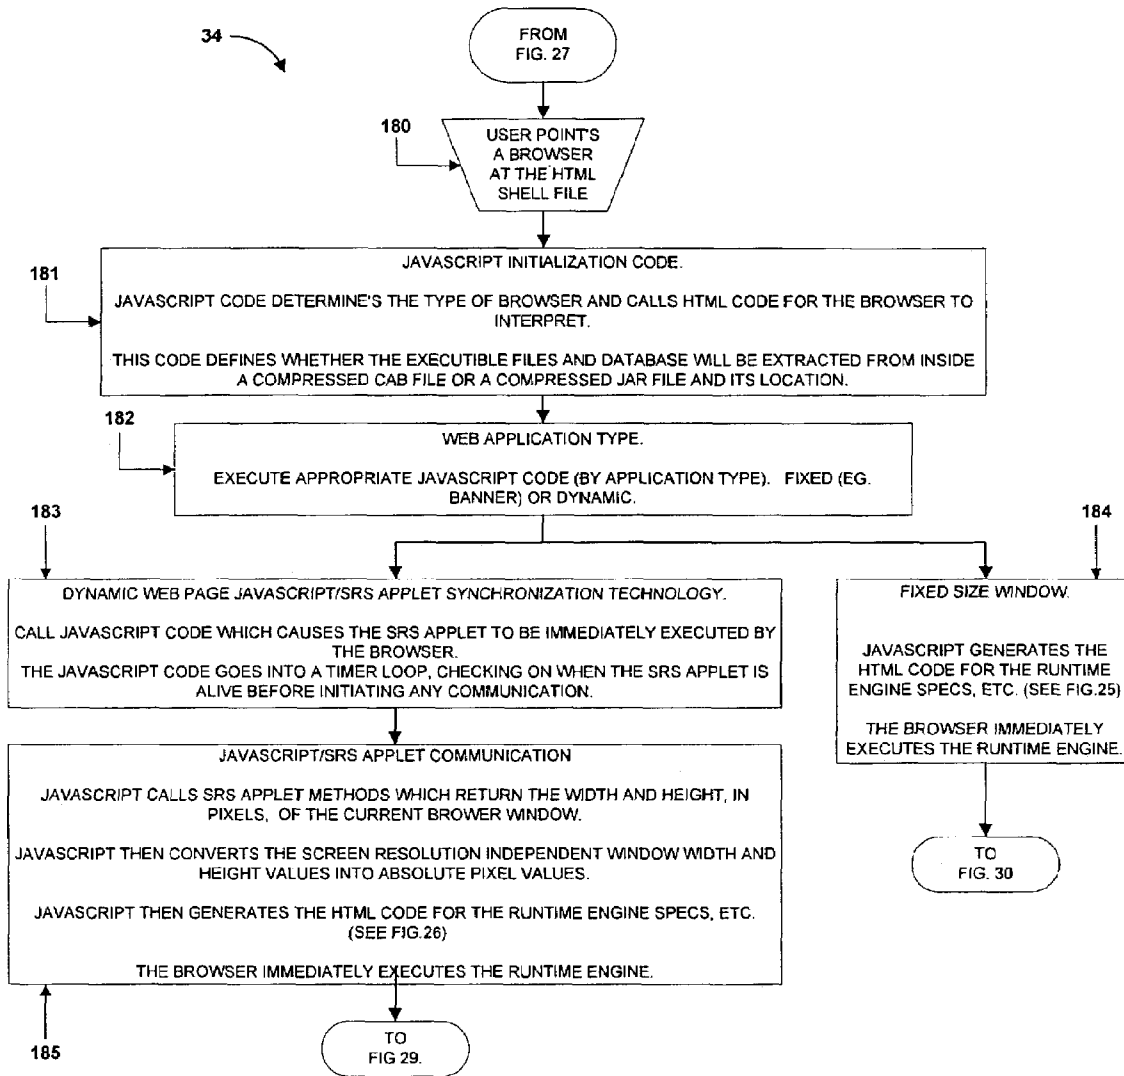 34
FROM
FIG. 27
180
USER POINT'S
A BROWSER
AT THE HTML
SHELL FILE
181
JAVASCRIPT INITIALIZATION CODE.
JAVASCRIPT CODE DETERMINE'S THE TYPE OF BROWSER AND CALLS HTML CODE FOR THE BROWSER TO
INTERPRET.
THIS CODE DEFINES WHETHER THE EXECUTIBLE FILES AND DATABASE WILL BE EXTRACTED FROM INSIDE
A COMPRESSED CAB FILE OR A COMPRESSED JAR FILE AND ITS LOCATION.
182
WEB APPLICATION TYPE.
EXECUTE APPROPRIATE JAVASCRIPT CODE (BY APPLICATION TYPE). FIXED (EG.
BANNER) OR DYNAMIC.
183
DYNAMIC WEB PAGE JAVASCRIPT/SRS APPLET SYNCHRONIZATION TECHNOLOGY.
CALL JAVASCRIPT CODE WHICH CAUSES THE SRS APPLET TO BE IMMEDIATELY EXECUTED BY
THE BROWSER.
THE JAVASCRIPT CODE GOES INTO A TIMER LOOP, CHECKING ON WHEN THE SRS APPLET IS
ALIVE BEFORE INITIATING ANY COMMUNICATION.
184
FIXED SIZE WINDOW.
JAVASCRIPT GENERATES THE
HTML CODE FOR THE RUNTIME
ENGINE SPECS, ETC. (SEE FIG.25)
THE BROWSER IMMEDIATELY
EXECUTES THE RUNTIME ENGINE.
JAVASCRIPT/SRS APPLET COMMUNICATION
JAVASCRIPT CALLS SRS APPLET METHODS WHICH RETURN THE WIDTH AND HEIGHT, IN
PIXELS, OF THE CURRENT BROWER WINDOW.
JAVASCRIPT THEN CONVERTS THE SCREEN RESOLUTION INDEPENDENT WINDOW WIDTH AND
HEIGHT VALUES INTO ABSOLUTE PIXEL VALUES.
JAVASCRIPT THEN GENERATES THE HTML CODE FOR THE RUNTIME ENGINE SPECS, ETC.
(SEE FIG.26)
THE BROWSER IMMEDIATELY EXECUTES THE RUNTIME ENGINE.
185
TO
FIG. 30
TO
FIG 29.